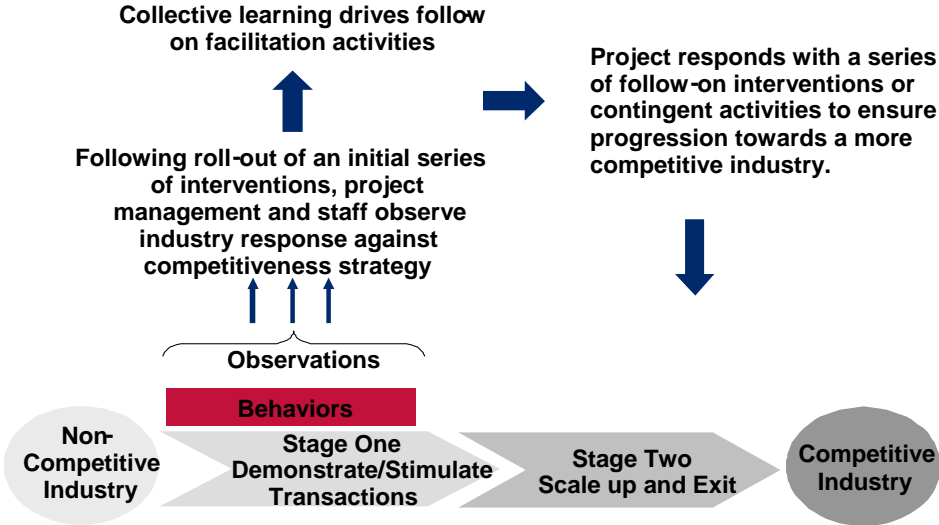 Collective learning drives follow-
on facilitation activities
Project responds with a series
of follow-on interventions or
contingent activities to ensure
progression towards a more
competitive industry.
Following roll-out of an initial series
of interventions, project
management and staff observe
industry response against
competitiveness strategy
Observations
Behaviors
Non-
Competitive
Industry
Stage One
Demonstrate/Stimulate
Transactions
Stage Two
Scale up and Exit
Competitive
Industry